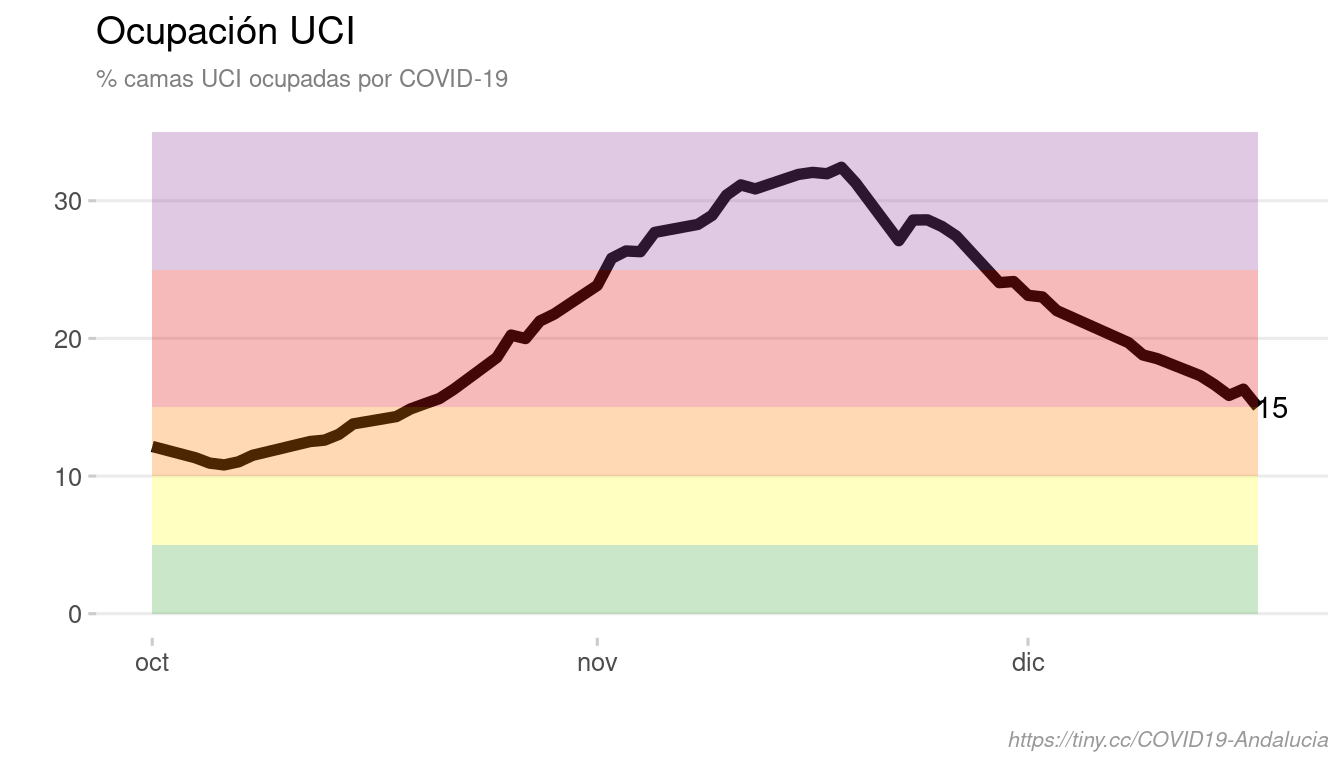 Ocupación UCI
% camas UCI ocupadas por COVID-19
30
20
15
10
0
oct nov dic
https://tiny.cc/COVID19-Andalucia